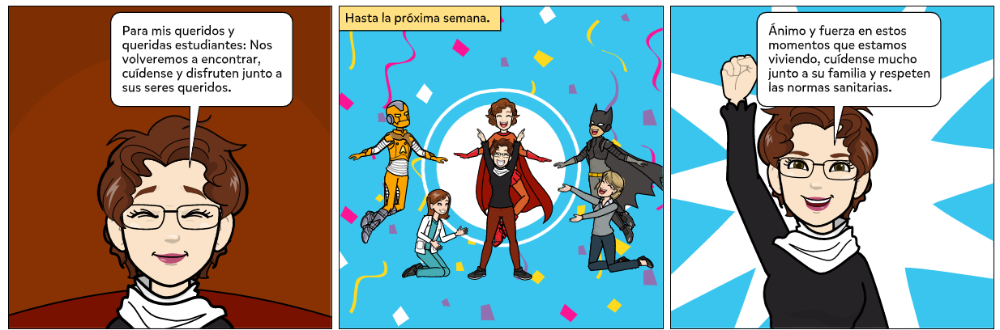 Para mis queridos y
queridas estudiantes: Nos
volveremos a encontrar,
cuídense y disfruten junto a
sus seres queridos.
Hasta la próxima semana.
Ánimo y fuerza en estos
momentos que estamos
viviendo, cuídense mucho
junto a su familia y respeten
las normas sanitarias.